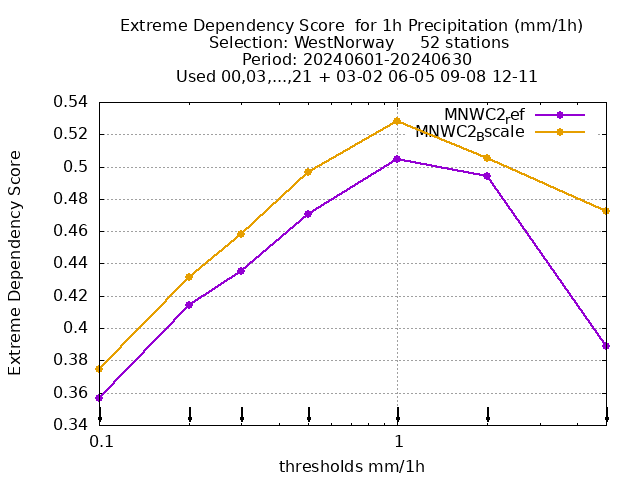 Extreme Dependency Score  for 1h Precipitation (mm/1h)
Selection: WestNorway     52 stations
Period: 20240601-20240630
Used 00,03,...,21 + 03-02 06-05 09-08 12-11
MNWC2ref
MNWC2Bscale
Extreme Dependency Score
0.54
0.52
0.5
0.48
0.46
0.44
0.42
0.4
0.38
0.36
0.34
0.1
1
thresholds mm/1h